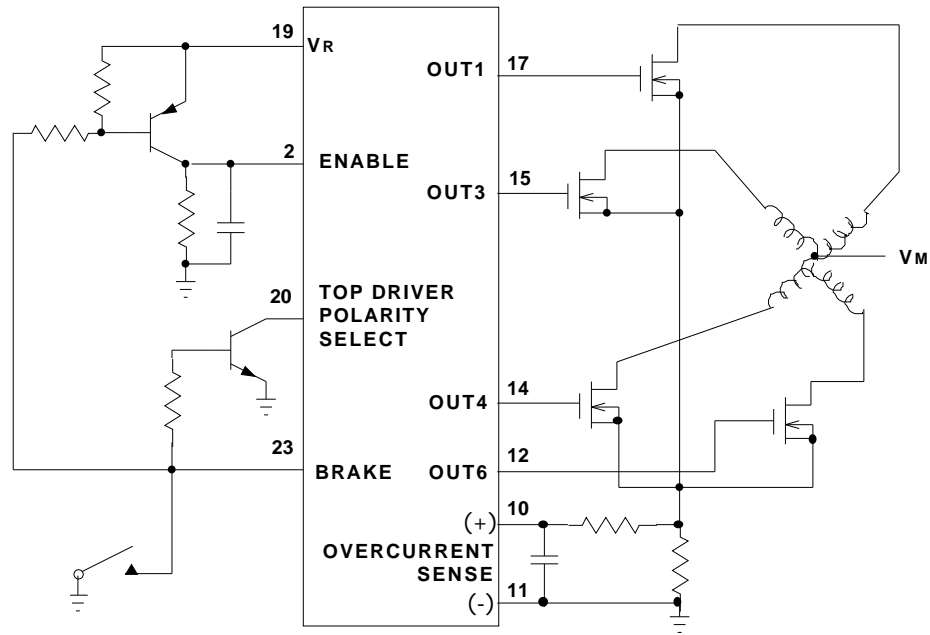 19
VR
OUT1
17
2
ENABLE
OUT3
15
20
TOP DRIVER
POLARITY
SELECT
VM
OUT4
14
23
BRAKE
OUT6
12
(+)
10
OVERCURRENT
SENSE
(-)
11